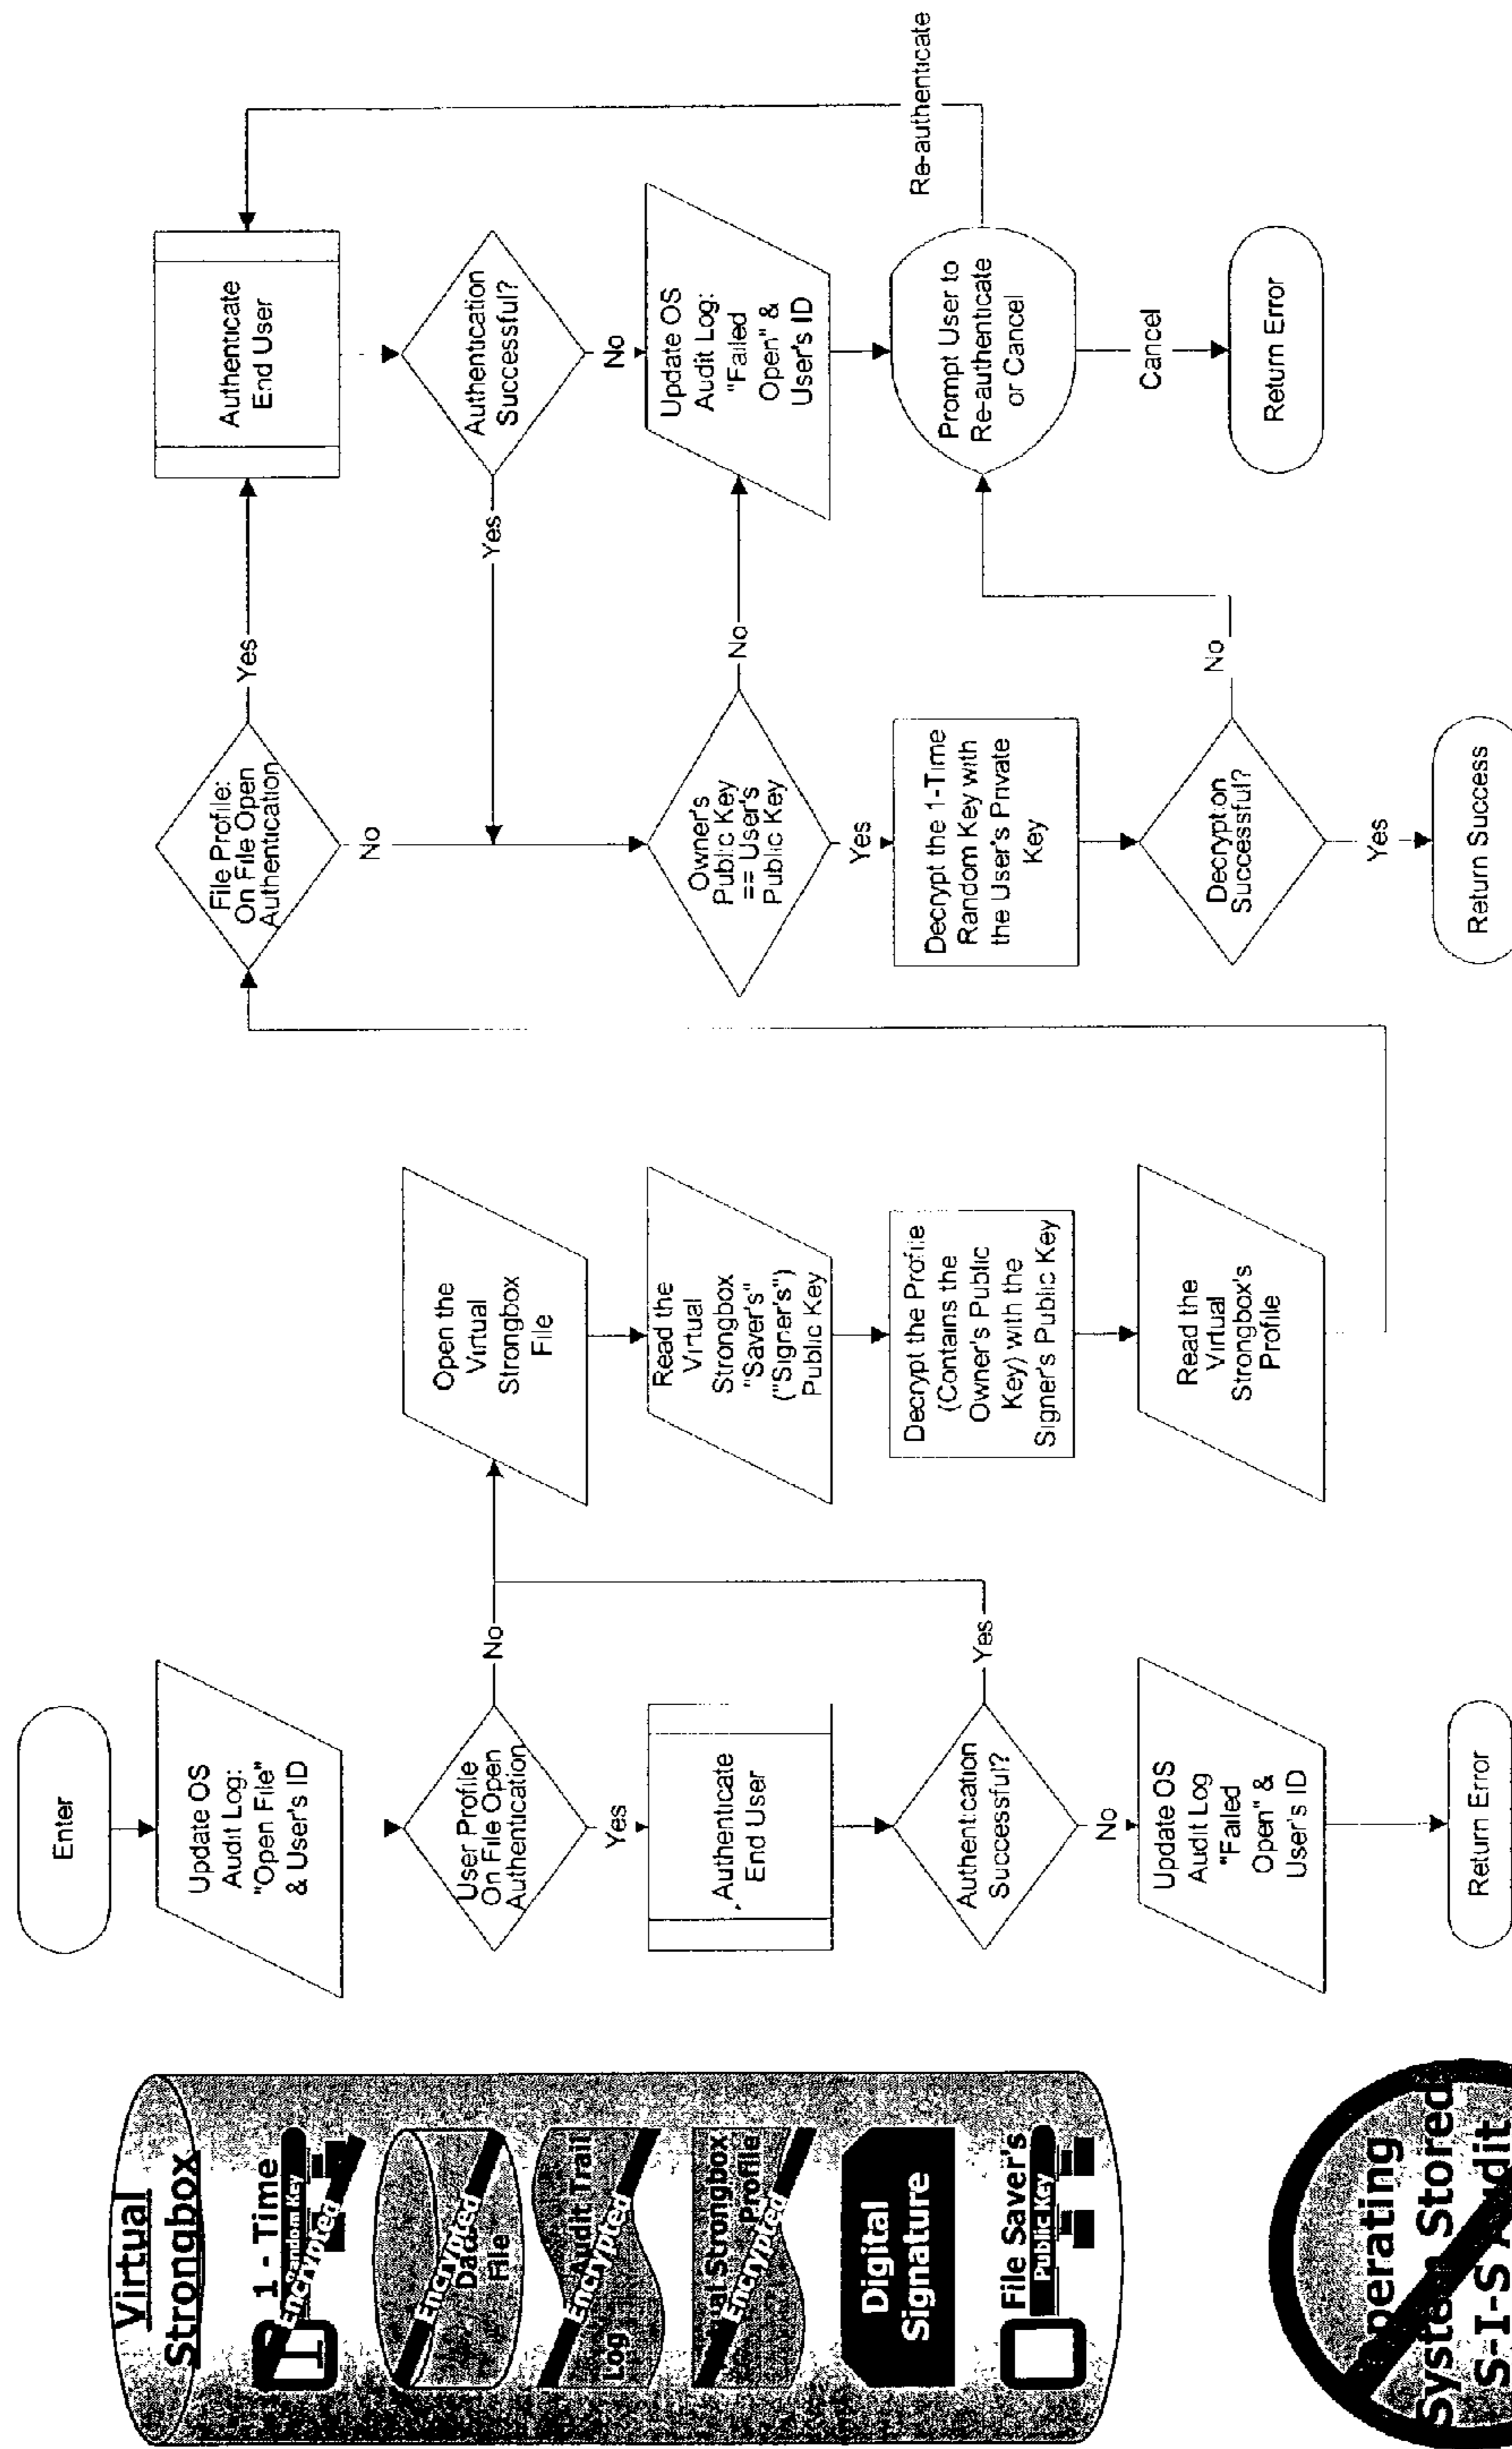 Virtual
Strongbox
1 - Time
Random Key
Encrypted
Encrypted
File
Audit Trail
Log
Encrypted
Strongbox
Profile
Encrypted
Digital
Signature
File Saver's
Public Key
Operating
System Stored
S-I-S Audit
Enter
Update OS
Audit Log:
"Open File"
& User's ID
User Profile
On File Open
Authentication
No
Yes
Authenticate
End User
Authentication
Successful?
Yes
No
Update OS
Audit Log
"Failed
Open" &
User's ID
Return Error
Open the
Virtual
Strongbox
File
Read the
Virtual
Strongbox
"Saver's"
("Signer's")
Public Key
Decrypt the Profile
(Contains the
Owner's Public
Key) with the
Signer's Public Key
Read the
Virtual
Strongbox's
Profile
File Profile:
On File Open
Authentication
Yes
No
Authenticate
End User
Authentication
Successful?
Yes
No
Owner's
Public Key
== User's
Public Key
No
Yes
Update OS
Audit Log:
"Failed
Open" &
User's ID
Decrypt the 1-Time
Random Key with
the User's Private
Key
Prompt User to
Re-authenticate
or Cancel
Re-authenticate
Cancel
Decryption
Successful?
No
Yes
Return Error
Return Success